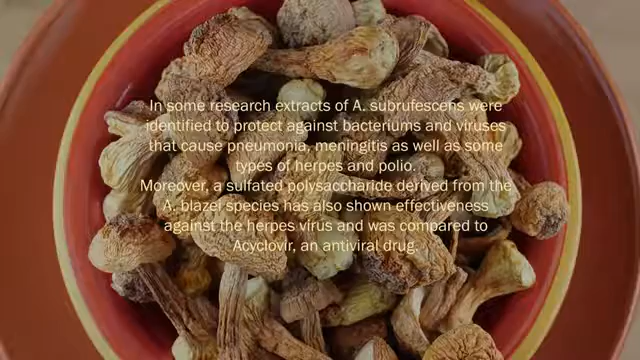 In some research extracts of A. subrufescens were
identified to protect against bacteriums and viruses
that cause pneumonia, meningitis as well as some
types of herpes and polio.
Moreover, a sulfated polysaccharide derived from the
A. blazei species has also shown effectiveness
against the herpes virus and was compared to
Acyclovir, an antiviral drug.